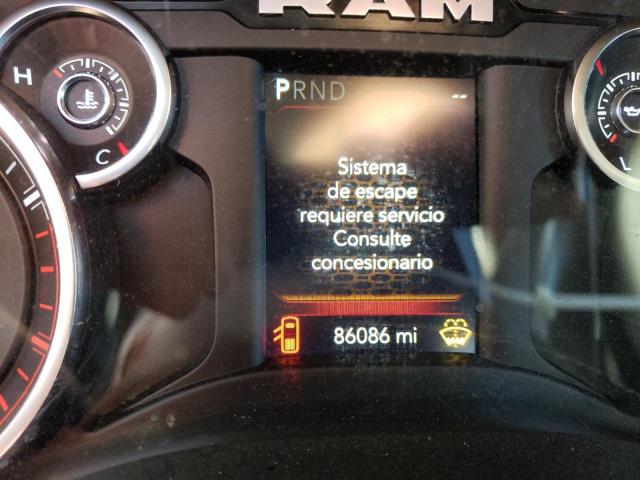 RAM
H
C
PRND
--
L
Sistema
de escape
requiere servicio
Consulte
concesionario
86086 mi